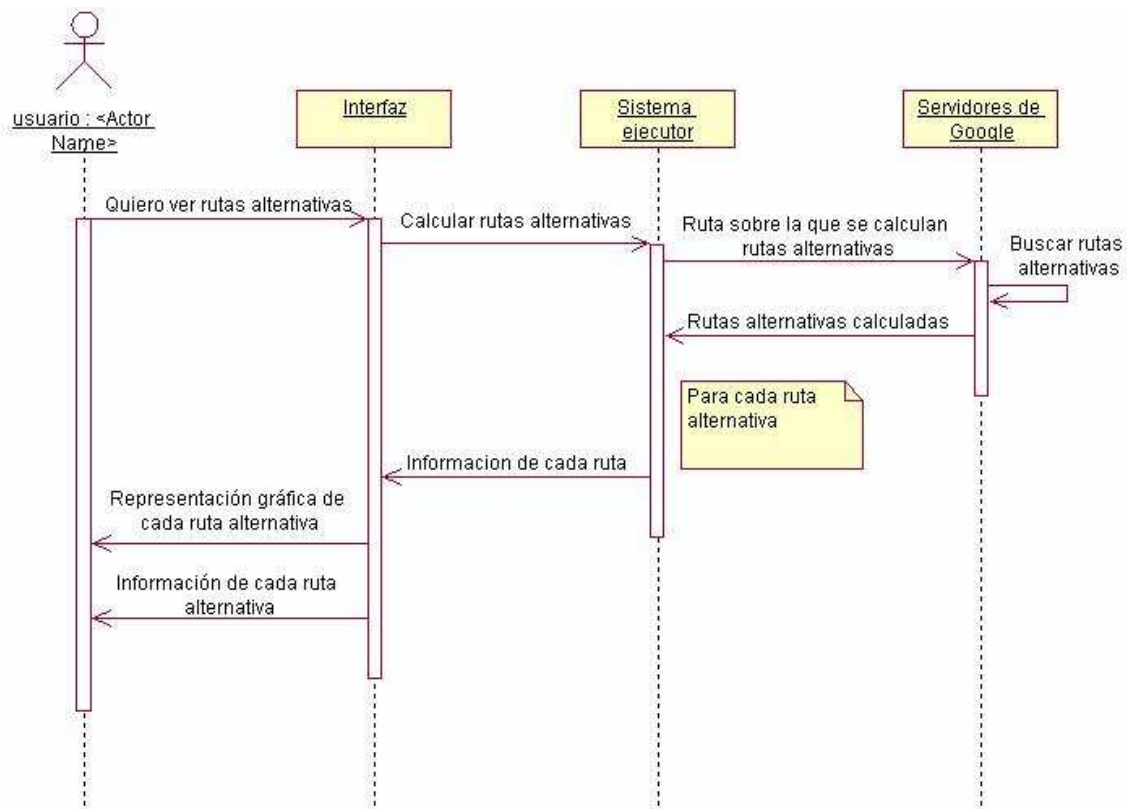 usuario : <Actor
Name>
Interfaz
Sistema
ejecutor
Servidores de
Google
Quiero ver rutas alternativas
Calcular rutas alternativas
Ruta sobre la que se calculan
rutas alternativas
Buscar rutas
alternativas
Rutas alternativas calculadas
Para cada ruta
alternativa
Informacion de cada ruta
Representación gráfica de
cada ruta alternativa
Información de cada ruta
alternativa